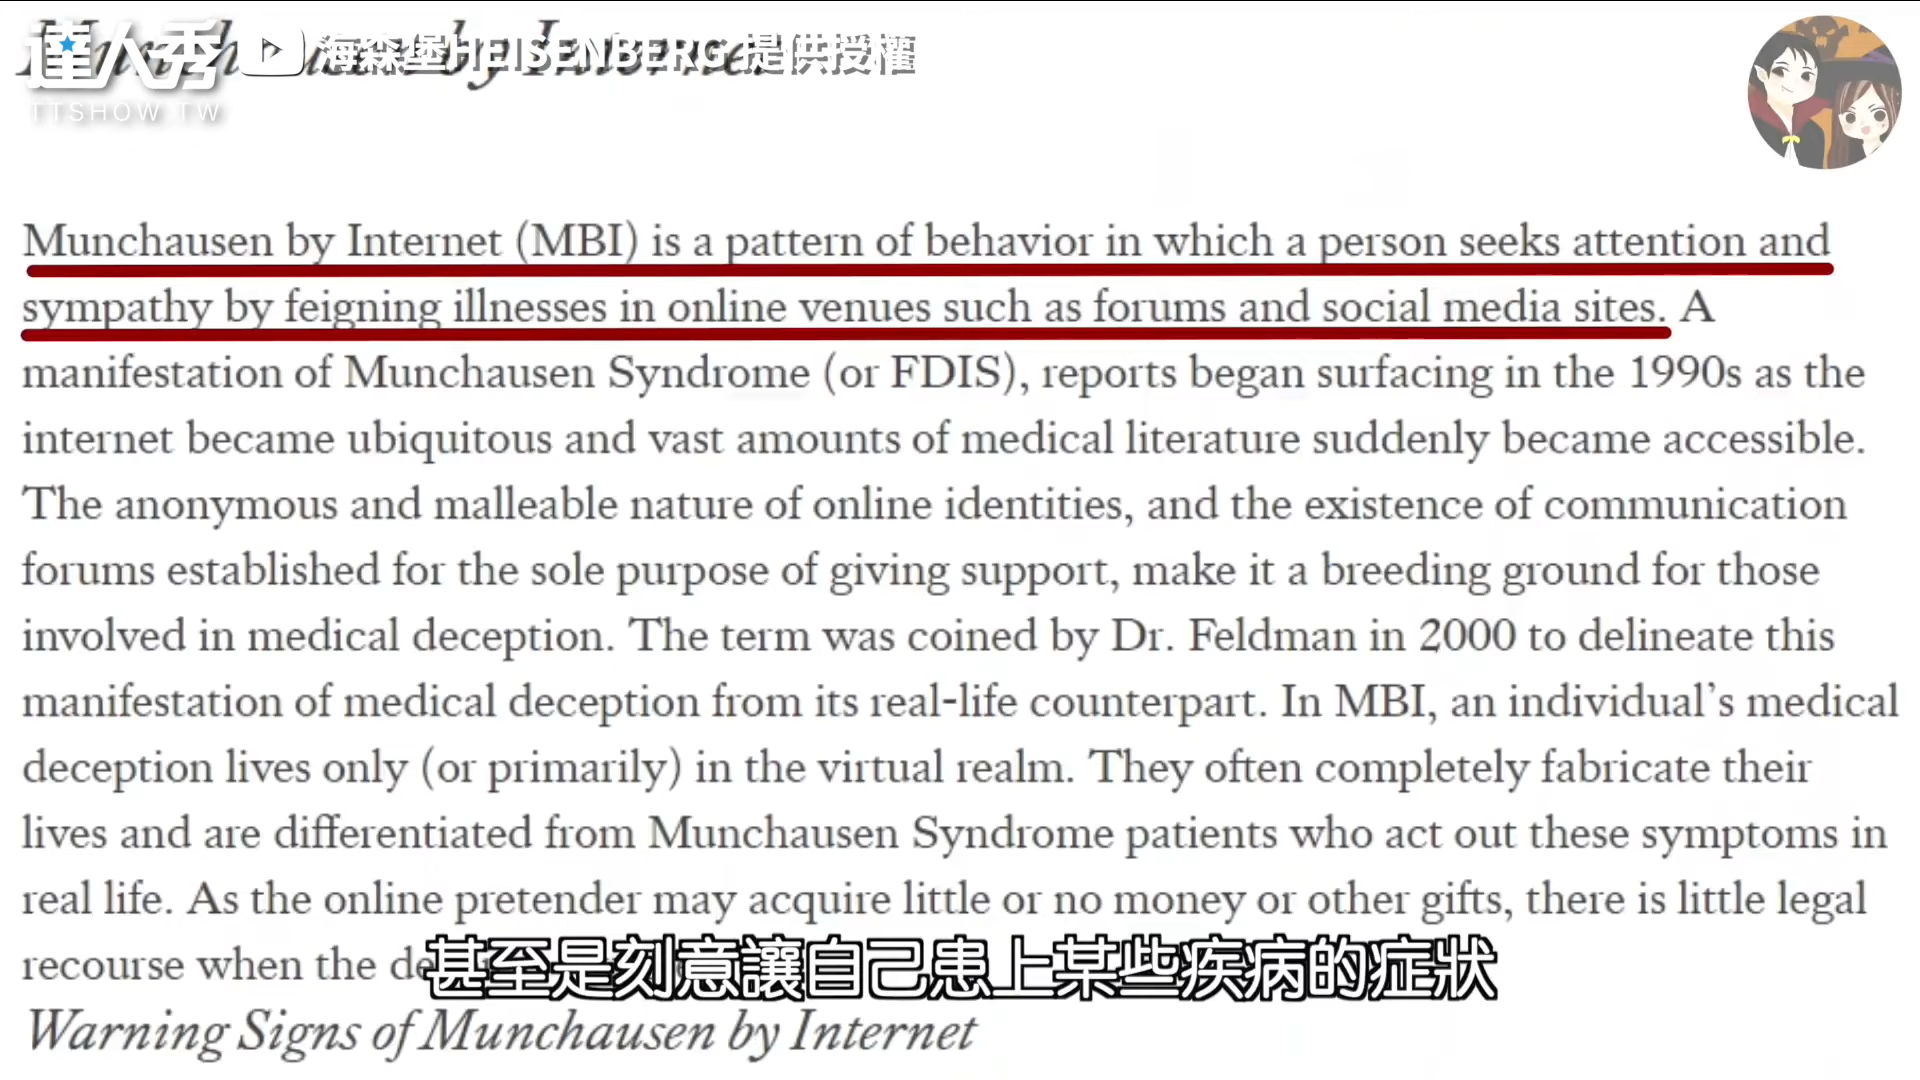 Munchausen by Internet
達人秀
TTSHOW.TW
海森堡HEISENBERG 提供授權
Munchausen by Internet (MBI) is a pattern of behavior in which a person seeks attention and
sympathy by feigning illnesses in online venues such as forums and social media sites. A
manifestation of Munchausen Syndrome (or FDIS), reports began surfacing in the 1990s as the
internet became ubiquitous and vast amounts of medical literature suddenly became accessible.
The anonymous and malleable nature of online identities, and the existence of communication
forums established for the sole purpose of giving support, make it a breeding ground for those
involved in medical deception. The term was coined by Dr. Feldman in 2000 to delineate this
manifestation of medical deception from its real-life counterpart. In MBI, an individual’s medical
deception lives only (or primarily) in the virtual realm. They often completely fabricate their
lives and are differentiated from Munchausen Syndrome patients who act out these symptoms in
real life. As the online pretender may acquire little or no money or other gifts, there is little legal
recourse when the
甚至是刻意讓自己患上某些疾病的症狀
Warning Signs of Munchausen by Internet